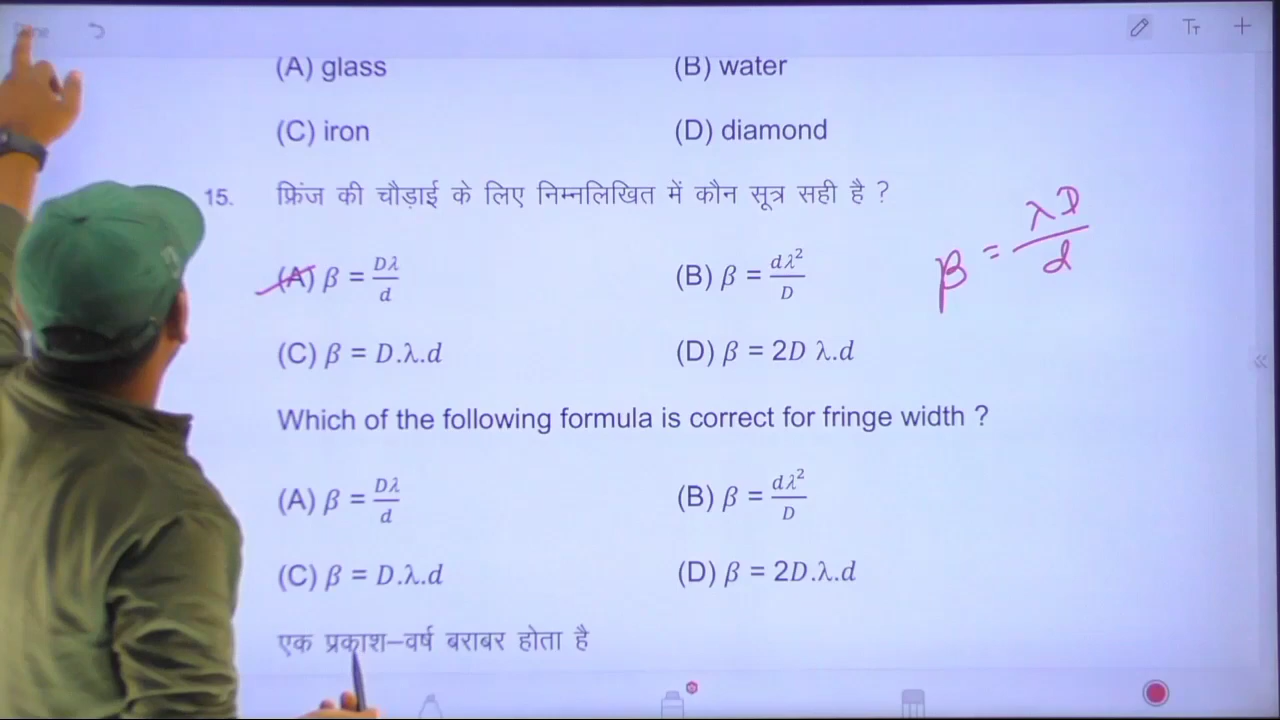 Tт
(A) glass (B) water
(C) iron (D) diamond
15. फ्रिंज की चौड़ाई के लिए निम्नलिखित में कौन सूत्र सही है ?
(A) β = Dλ/d (B) β = dλ²/D
(C) β = D.λ.d (D) β = 2D λ.d
β = λD/d
Which of the following formula is correct for fringe width ?
(A) β = Dλ/d (B) β = dλ²/D
(C) β = D.λ.d (D) β = 2D.λ.d
एक प्रकाश–वर्ष बराबर होता है